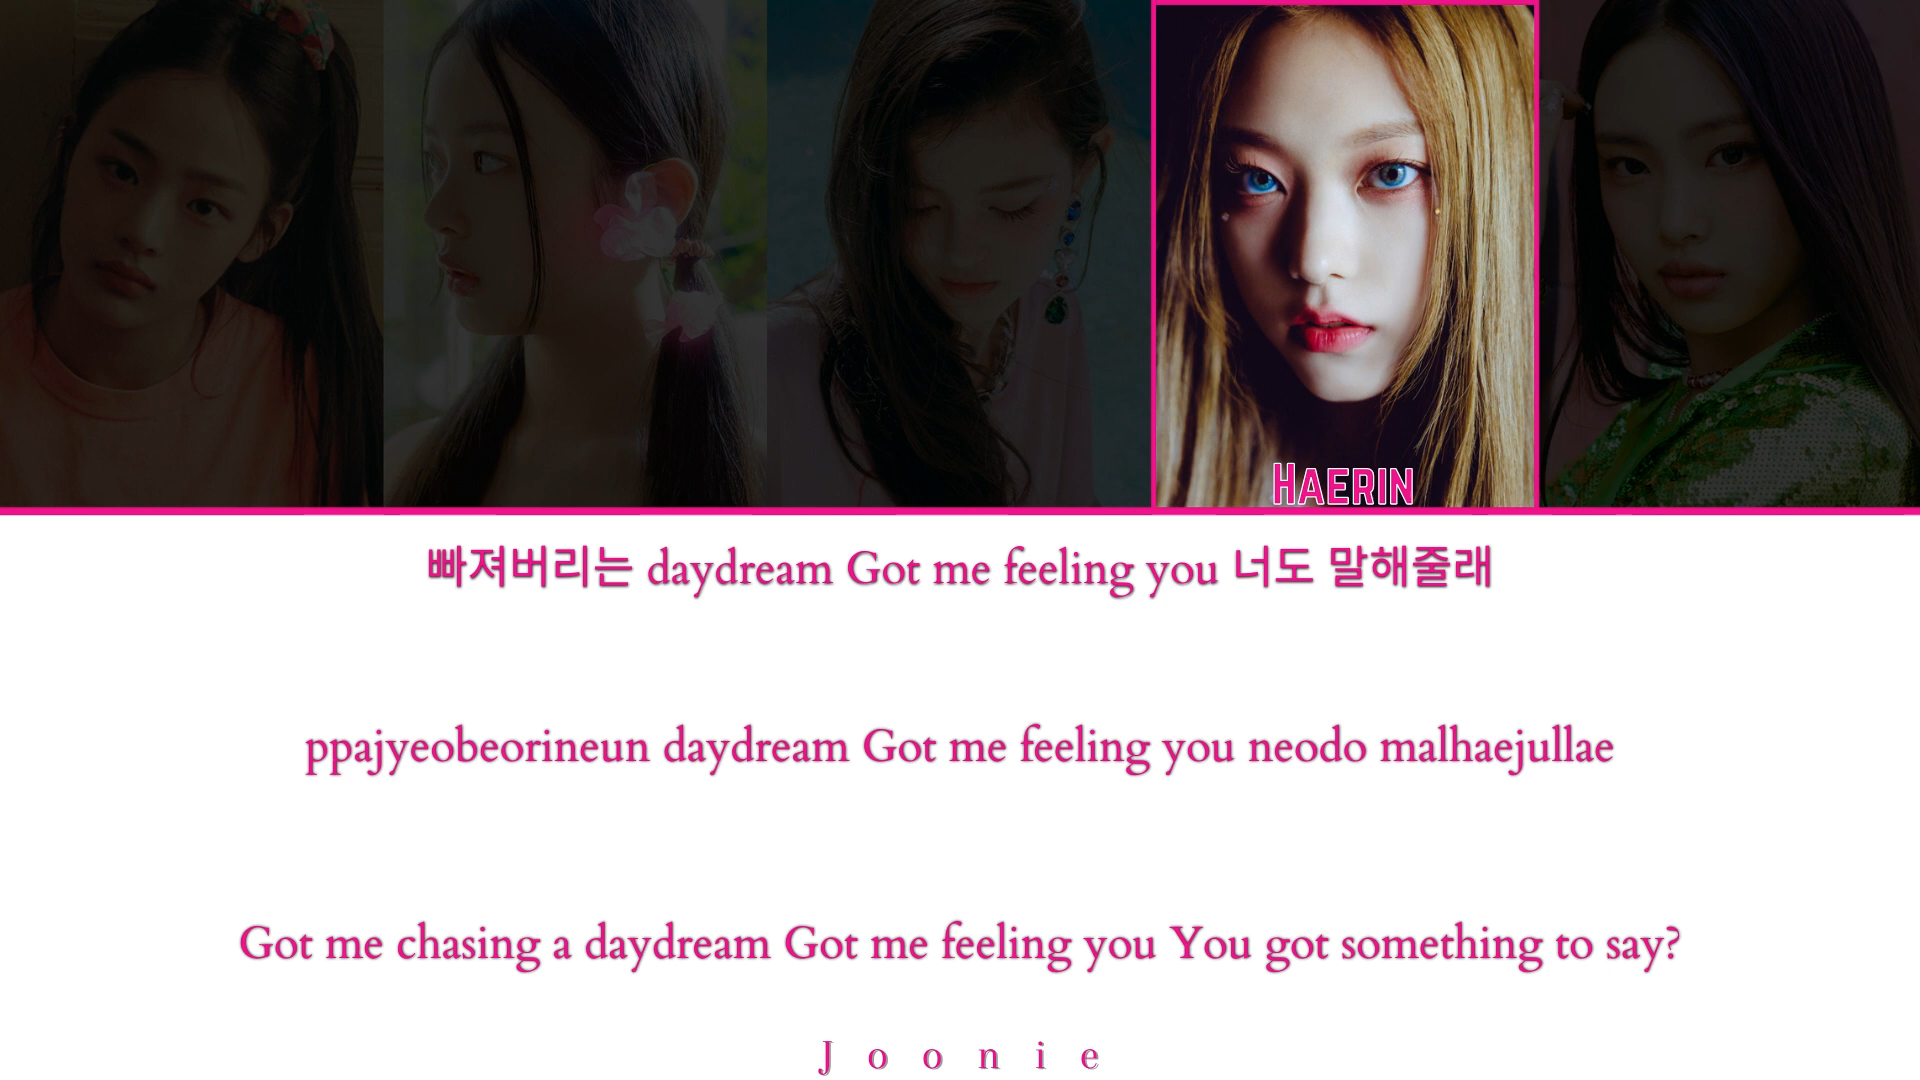 HAERIN
빠져버리는 daydream Got me feeling you 너도 말해줄래
ppajyeobeorineun daydream Got me feeling you neodo malhaejullae
Got me chasing a daydream Got me feeling you You got something to say?
Joonie